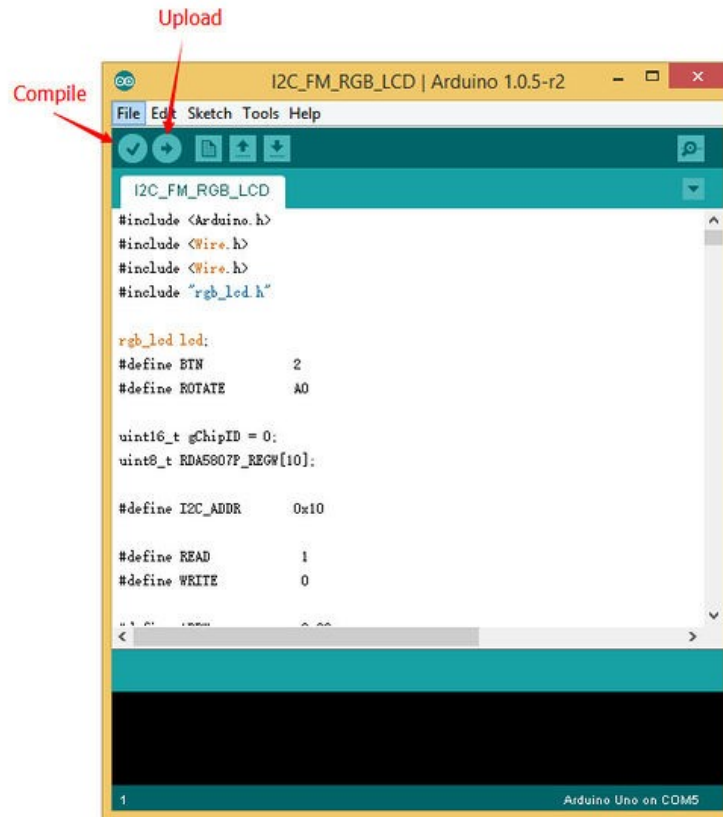 Upload
Compile
I2C_FM_RGB_LCD | Arduino 1.0.5-r2
File Edit Sketch Tools Help
I2C_FM_RGB_LCD
#include <Arduino.h>
#include <Wire.h>
#include <Wire.h>
#include "rgb_lcd.h"
rgb_lcd lcd;
#define BTN 2
#define ROTATE A0
uint16_t gChipID = 0;
uint8_t RDA5807P_REGW[10];
#define I2C_ADDR 0x10
#define READ 1
#define WRITE 0
1
Arduino Uno on COM5